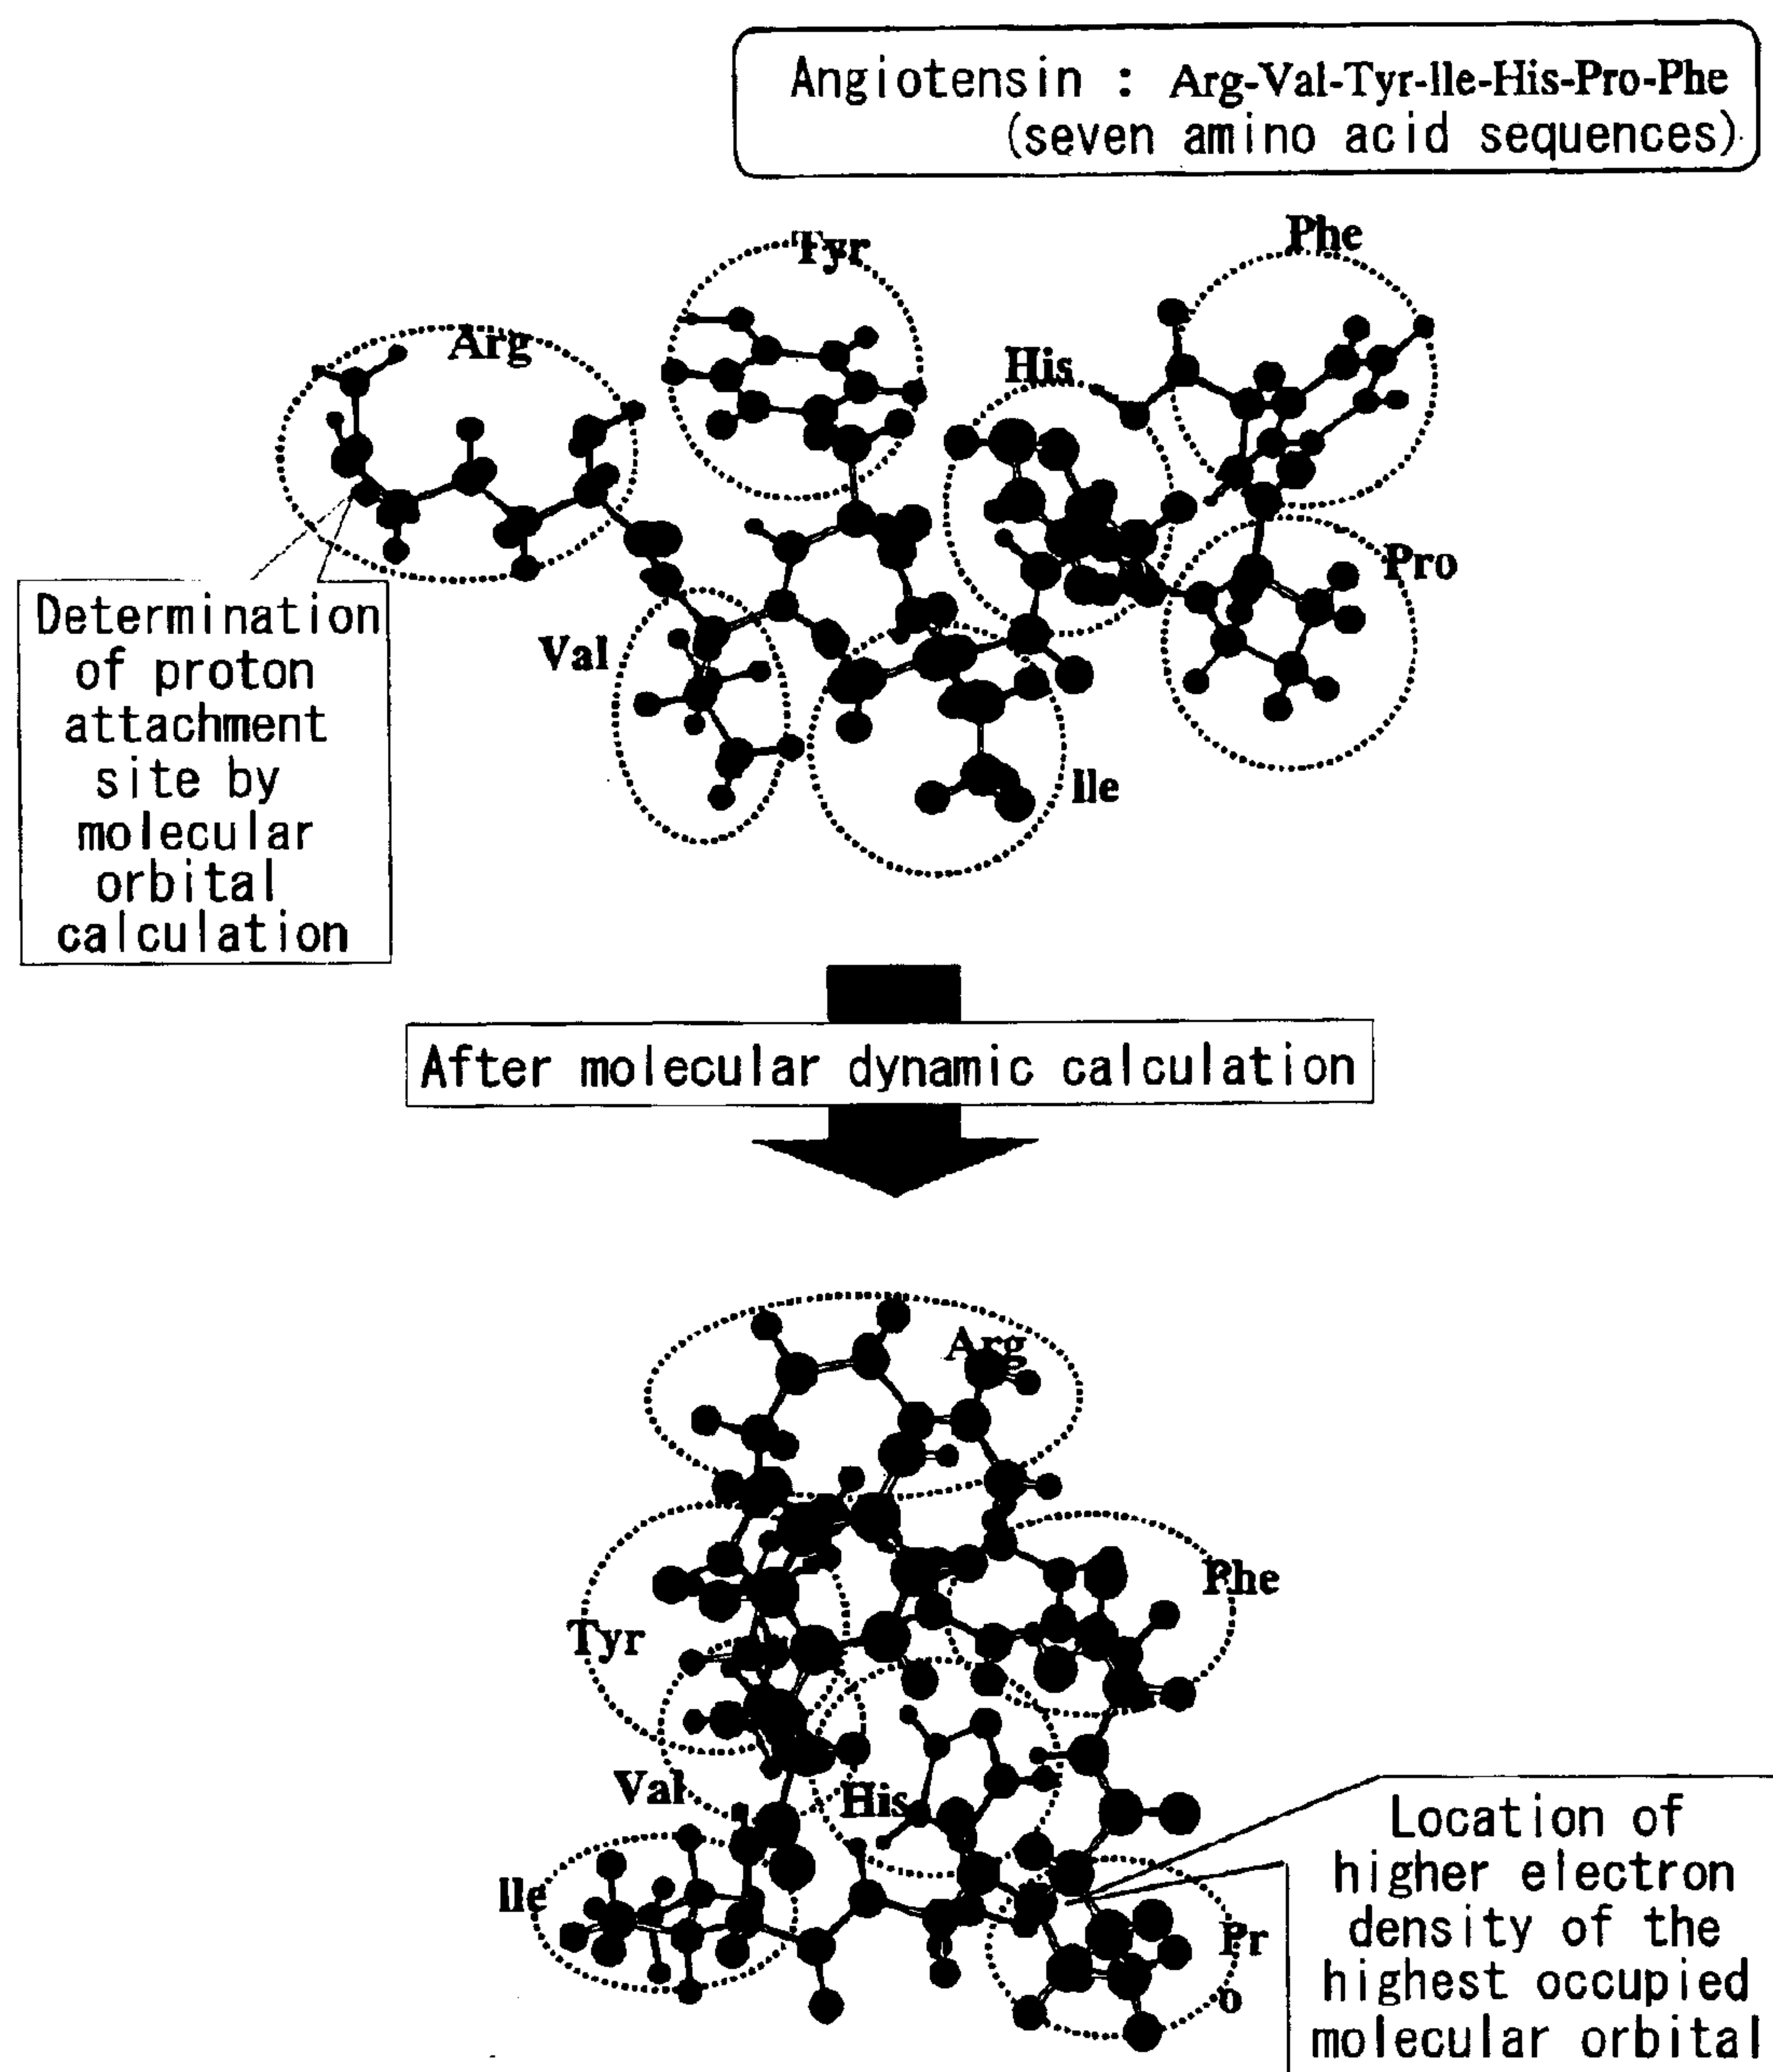 Angiotensin : Arg-Val-Tyr-Ile-His-Pro-Phe
(seven amino acid sequences)
Tyr
Phe
Arg
His
Pro
Val
Ile
Determination
of proton
attachment
site by
molecular
orbital
calculation
After molecular dynamic calculation
Arg
Phe
Tyr
Val
His
Ile
Pr
o
Location of
higher electron
density of the
highest occupied
molecular orbital